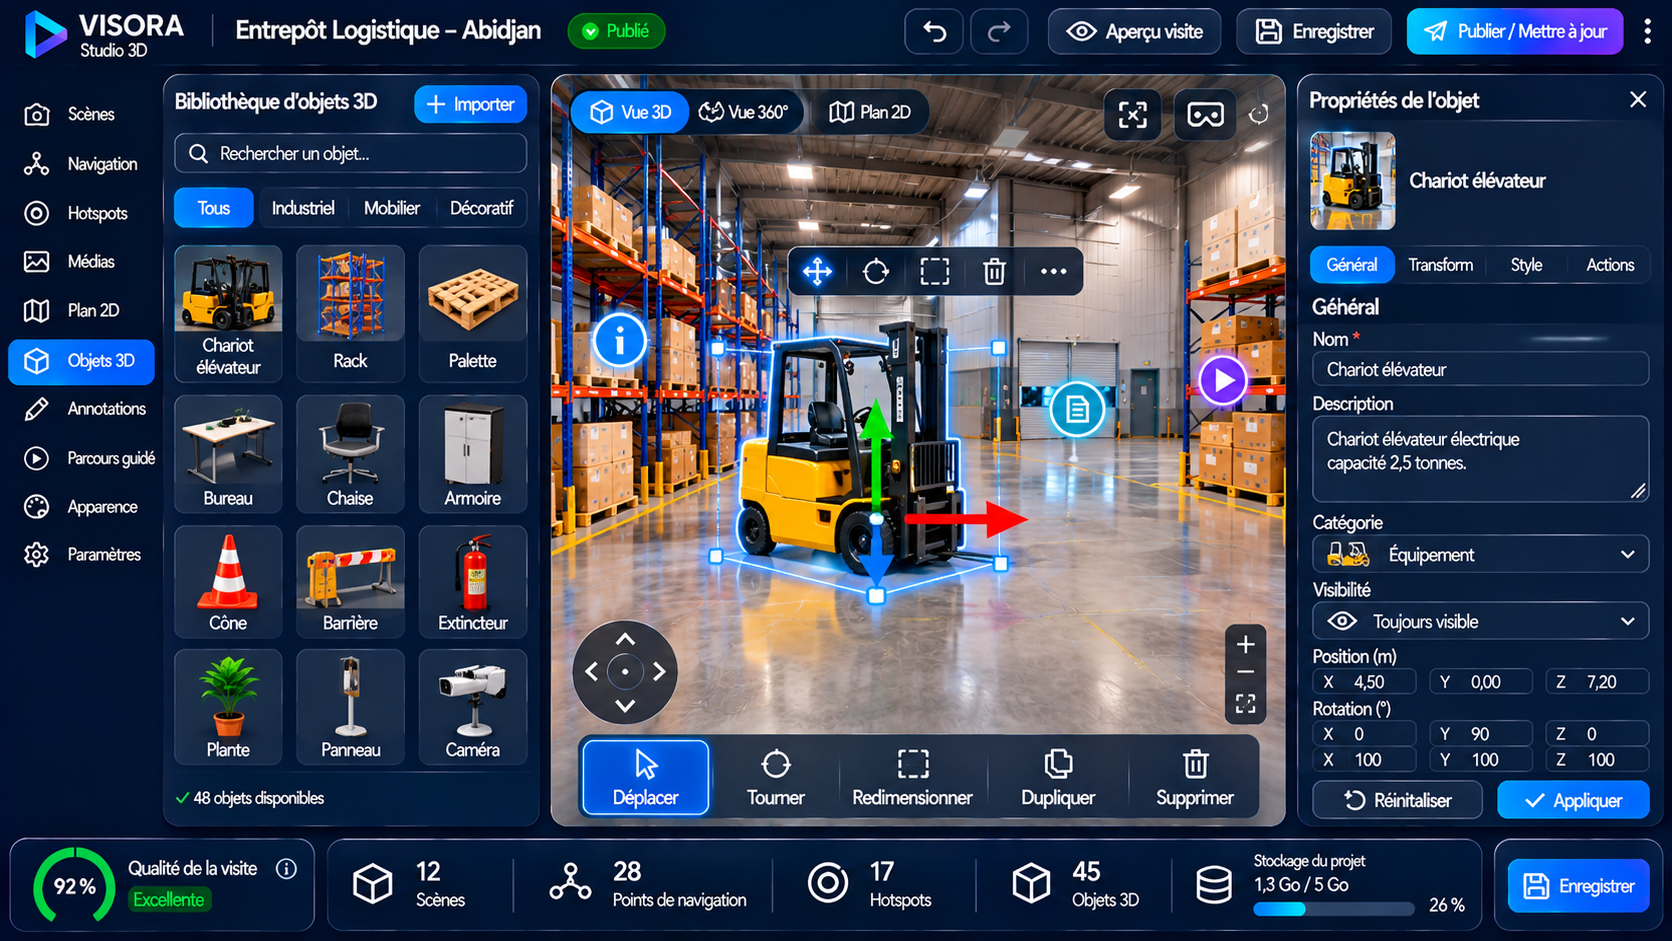 VISORA
Studio 3D
Entrepôt Logistique – Abidjan
Publié
Aperçu visite
Enregistrer
Publier / Mettre à jour
Scènes
Navigation
Hotspots
Médias
Plan 2D
Objets 3D
Annotations
Parcours guidé
Apparence
Paramètres
Bibliothèque d'objets 3D
Importer
Rechercher un objet...
Tous
Industriel
Mobilier
Décoratif
Chariot
élévateur
Rack
Palette
Bureau
Chaise
Armoire
Cône
Barrière
Extincteur
Plante
Panneau
Caméra
48 objets disponibles
Vue 3D
Vue 360°
Plan 2D
Déplacer
Tourner
Redimensionner
Dupliquer
Supprimer
Propriétés de l'objet
Chariot élévateur
Général
Transform
Style
Actions
Général
Nom *
Chariot élévateur
Description
Chariot élévateur électrique
capacité 2,5 tonnes.
Catégorie
Équipement
Visibilité
Toujours visible
Position (m)
X 4,50 Y 0,00 Z 7,20
Rotation (°)
X 0 Y 90 Z 0
X 100 Y 100 Z 100
Réinitaliser
Appliquer
92 %
Qualité de la visite
Excellente
12
Scènes
28
Points de navigation
17
Hotspots
45
Objets 3D
Stockage du projet
1,3 Go / 5 Go
26 %
Enregistrer